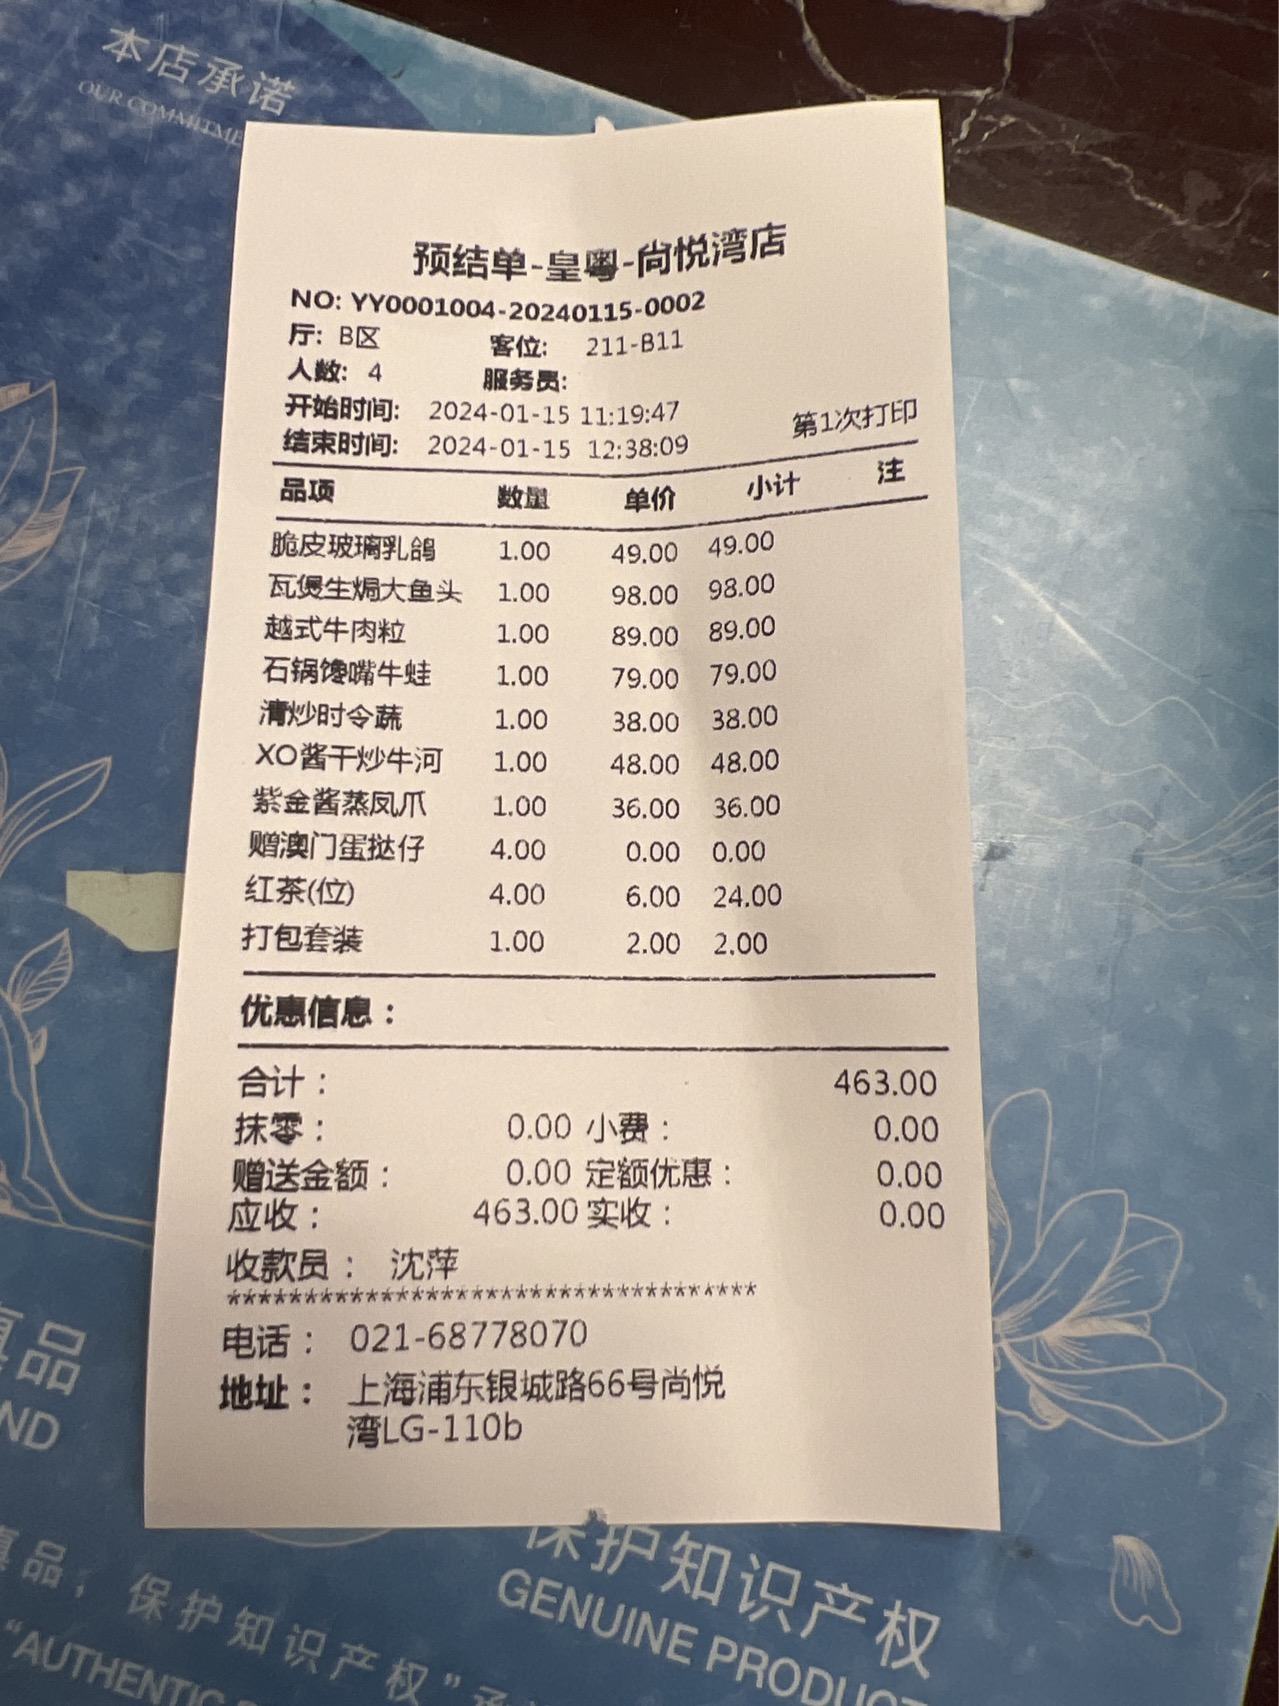 本店承诺
OUR COMMITME
预结单-皇粤-尚悦湾店
NO: YY0001004-20240115-0002
厅: B区 客位: 211-B11
人数: 4 服务员:
开始时间: 2024-01-15 11:19:47 第1次打印
结束时间: 2024-01-15 12:38:09
品项 数量 单价 小计 注
脆皮玻璃乳鸽 1.00 49.00 49.00
瓦煲生焗大鱼头 1.00 98.00 98.00
越式牛肉粒 1.00 89.00 89.00
石锅馋嘴牛蛙 1.00 79.00 79.00
清炒时令蔬 1.00 38.00 38.00
XO酱干炒牛河 1.00 48.00 48.00
紫金酱蒸凤爪 1.00 36.00 36.00
赠澳门蛋挞仔 4.00 0.00 0.00
红茶(位) 4.00 6.00 24.00
打包套装 1.00 2.00 2.00
优惠信息：
合计： 463.00
抹零： 0.00 小费： 0.00
赠送金额： 0.00 定额优惠： 0.00
应收： 463.00 实收： 0.00
收款员： 沈萍
***********************************
电话： 021-68778070
地址： 上海浦东银城路66号尚悦
湾LG-110b
真品
ND
保护知识产权
GENUINE PRODUCT
真品，保护知识产权”承
“AUTHENTIC